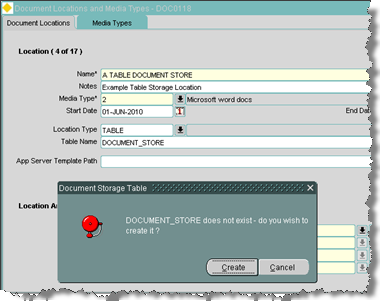 Document Locations and Media Types - DOC0118
Document Locations
Media Types
Location ( 4 of 17 )
Name* A TABLE DOCUMENT STORE
Notes Example Table Storage Location
Media Type* 2 Microsoft word docs
Start Date 01-JUN-2010 End Da
Location Type TABLE
Table Name DOCUMENT_STORE
App Server Template Path
Location A
Document Storage Table
DOCUMENT_STORE does not exist - do you wish to
create it ?
Create Cancel